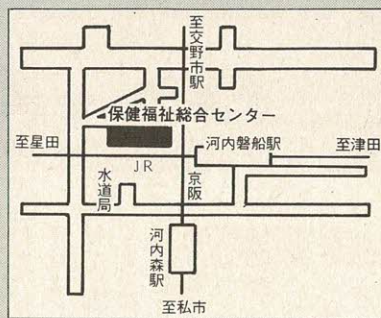 至交野市駅
保健福祉総合センター
至星田
河内磐船駅
至津田
JR
水道局
京阪
河内森駅
至私市